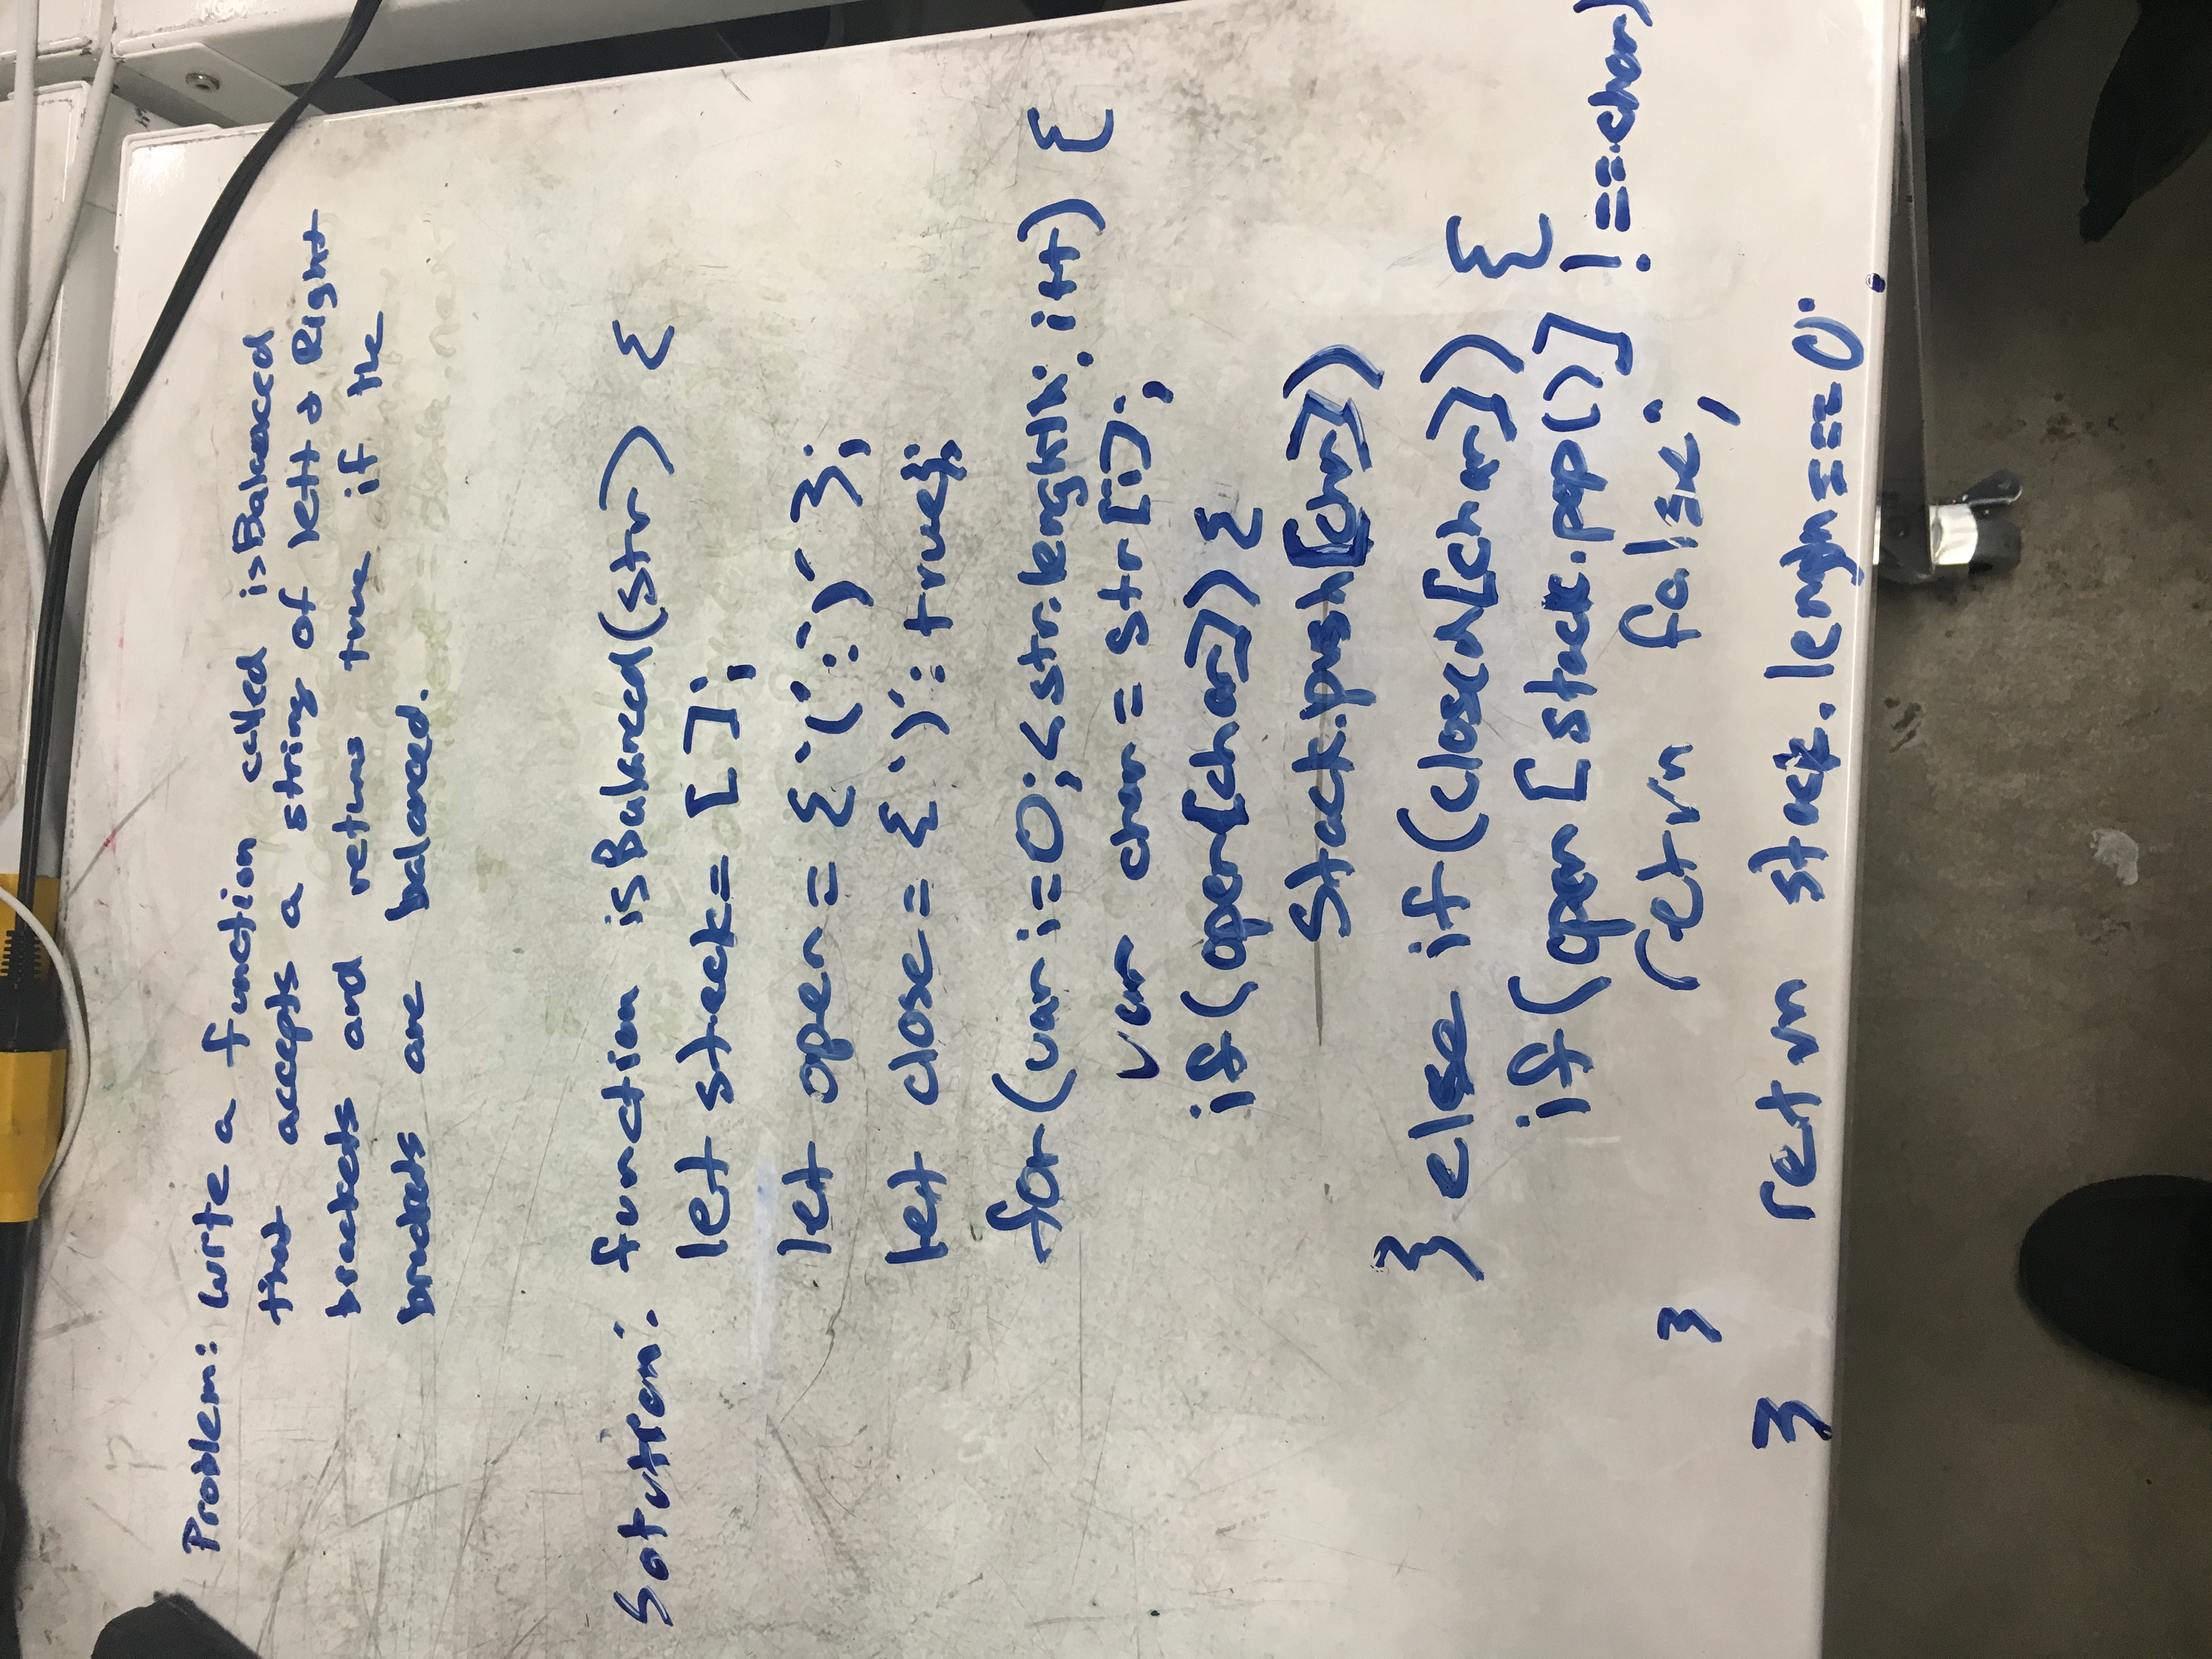 Problem: write a function called isBalanced
that accepts a string of left & Right
brackets and returns true if the
brackets are balanced.
Solution: function isBalanced(str) {
let stack = [ ];
let open = { '(' : ')' };
let close = { ')' : true};
for(var i=0; < str.length; i++) {
var char = str[i];
if(open[char]) {
Stack.push[char])
} else if(closed[char]) {
if(open[stack.pop()] !==char)
} return false;
} return stack.length===0;